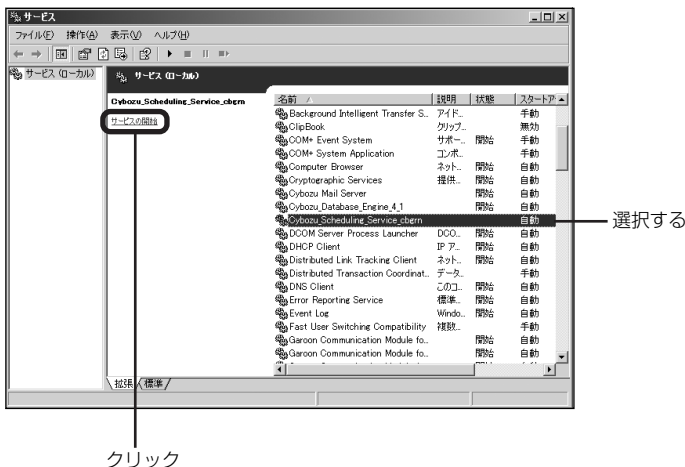 サービス
ファイル(F) 操作(A) 表示(V) ヘルプ(H)
サービス (ローカル)
サービス (ローカル)
Cybozu_Scheduling_Service_cbgrn
サービスの開始
名前 説明 状態 スタートア
Background Intelligent Transfer S... アイド... 手動
ClipBook クリップ... 無効
COM+ Event System サポー... 開始 手動
COM+ System Application コンポ... 手動
Computer Browser ネット... 開始 自動
Cryptographic Services 提供... 開始 自動
Cybozu Mail Server 開始 自動
Cybozu_Database_Engine_4_1 開始 自動
Cybozu_Scheduling_Service_cbgrn 自動
選択する
DCOM Server Process Launcher DCO... 開始 自動
DHCP Client IP ア... 開始 自動
Distributed Link Tracking Client ネット... 開始 自動
Distributed Transaction Coordinat... データ... 手動
DNS Client このコ... 開始 自動
Error Reporting Service 標準... 開始 自動
Event Log Windo... 開始 自動
Fast User Switching Compatibility 複数... 手動
Garoon Communication Module fo... 開始 自動
Garoon Communication Module fo... 開始 自動
拡張 標準
クリック